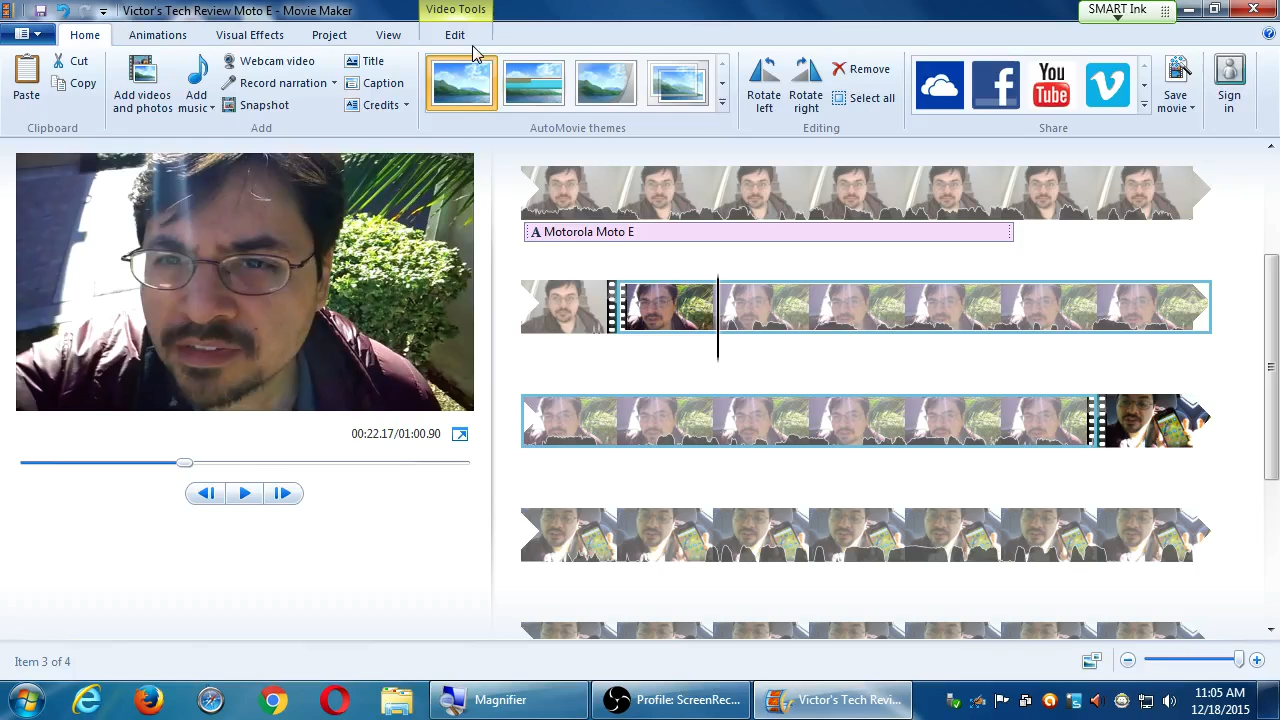 Victor's Tech Review Moto E - Movie Maker
Video Tools
SMART Ink
Home
Animations
Visual Effects
Project
View
Edit
Paste
Cut
Copy
Clipboard
Add videos
and photos
Add
music
Webcam video
Record narration
Snapshot
Title
Caption
Credits
Add
AutoMovie themes
Rotate
left
Rotate
right
Remove
Select all
Editing
You
Tube
Share
Save
movie
Sign
in
A Motorola Moto E
00:22.17/01:00.90
Item 3 of 4
Magnifier
Profile: ScreenRec...
Victor's Tech Revi...
11:05 AM
12/18/2015